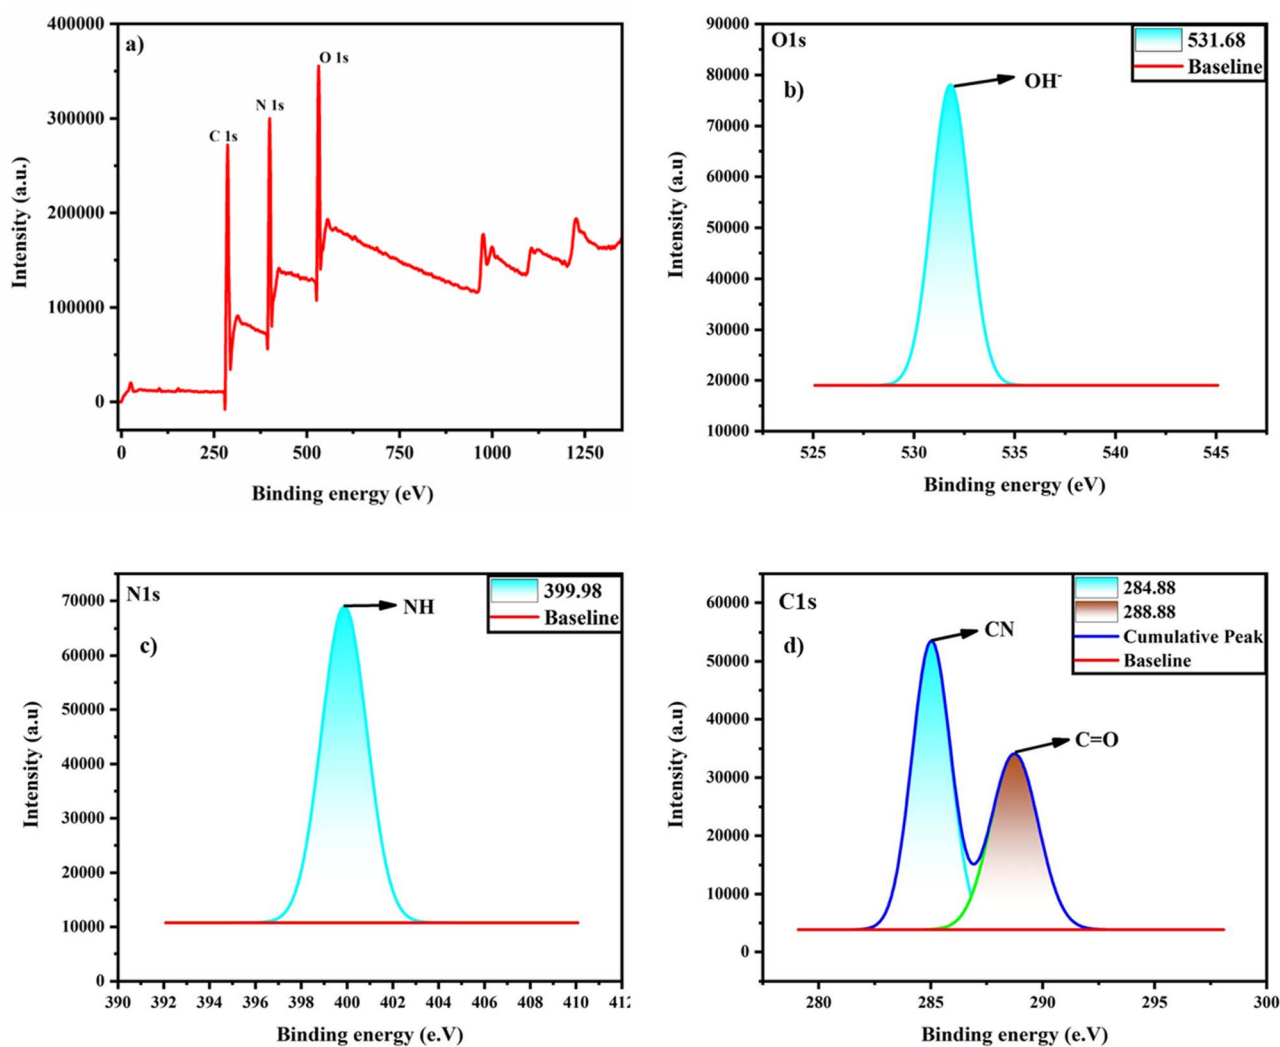 a)
C 1s
N 1s
O 1s
400000
300000
200000
100000
0
0 250 500 750 1000 1250
Intensity (a.u.)
Binding energy (eV)
O1s
b)
531.68
Baseline
OH-
90000
80000
70000
60000
50000
40000
30000
20000
10000
525 530 535 540 545
Intensity (a.u)
Binding energy (eV)
N1s
c)
399.98
Baseline
NH
70000
60000
50000
40000
30000
20000
10000
0
390 392 394 396 398 400 402 404 406 408 410 412
Intensity (a.u)
Binding energy (e.V)
C1s
d)
284.88
288.88
Cumulative Peak
Baseline
CN
C=O
60000
50000
40000
30000
20000
10000
0
280 285 290 295 300
Intensity (a.u)
Binding energy (e.V)